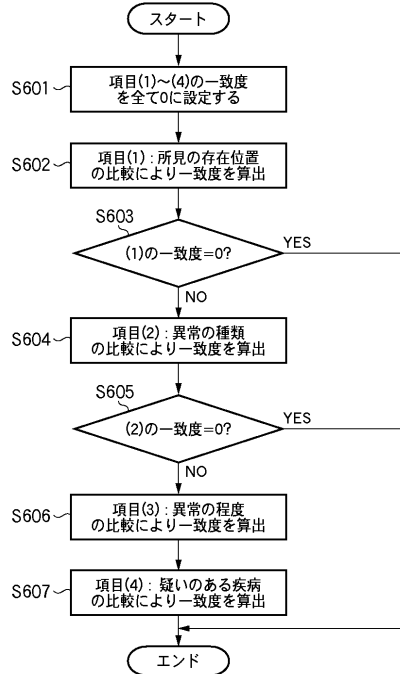 スタート
S601
項目(1)～(4)の一致度
を全て0に設定する
S602
項目(1)：所見の存在位置
の比較により一致度を算出
S603
(1)の一致度=0?
YES
NO
S604
項目(2)：異常の種類
の比較により一致度を算出
S605
(2)の一致度=0?
YES
NO
S606
項目(3)：異常の程度
の比較により一致度を算出
S607
項目(4)：疑いのある疾病
の比較により一致度を算出
エンド